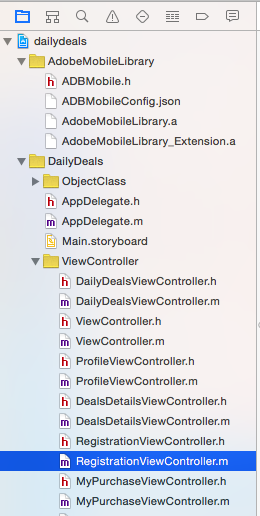 dailydeals
AdobeMobileLibrary
ADBMobile.h
ADBMobileConfig.json
AdobeMobileLibrary.a
AdobeMobileLibrary_Extension.a
DailyDeals
ObjectClass
AppDelegate.h
AppDelegate.m
Main.storyboard
ViewController
DailyDealsViewController.h
DailyDealsViewController.m
ViewController.h
ViewController.m
ProfileViewController.h
ProfileViewController.m
DealsDetailsViewController.h
DealsDetailsViewController.m
RegistrationViewController.h
RegistrationViewController.m
MyPurchaseViewController.h
MyPurchaseViewController.m